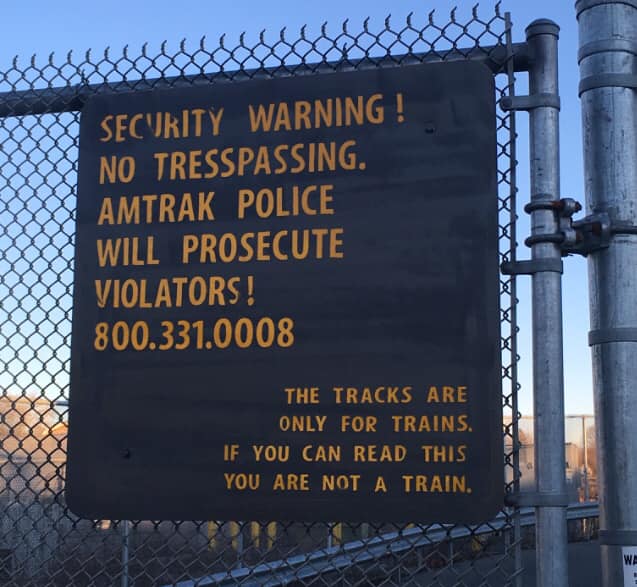 SECURITY WARNING!
NO TRESSPASSING.
AMTRAK POLICE
WILL PROSECUTE
VIOLATORS!
800.331.0008
THE TRACKS ARE
ONLY FOR TRAINS.
IF YOU CAN READ THIS
YOU ARE NOT A TRAIN.